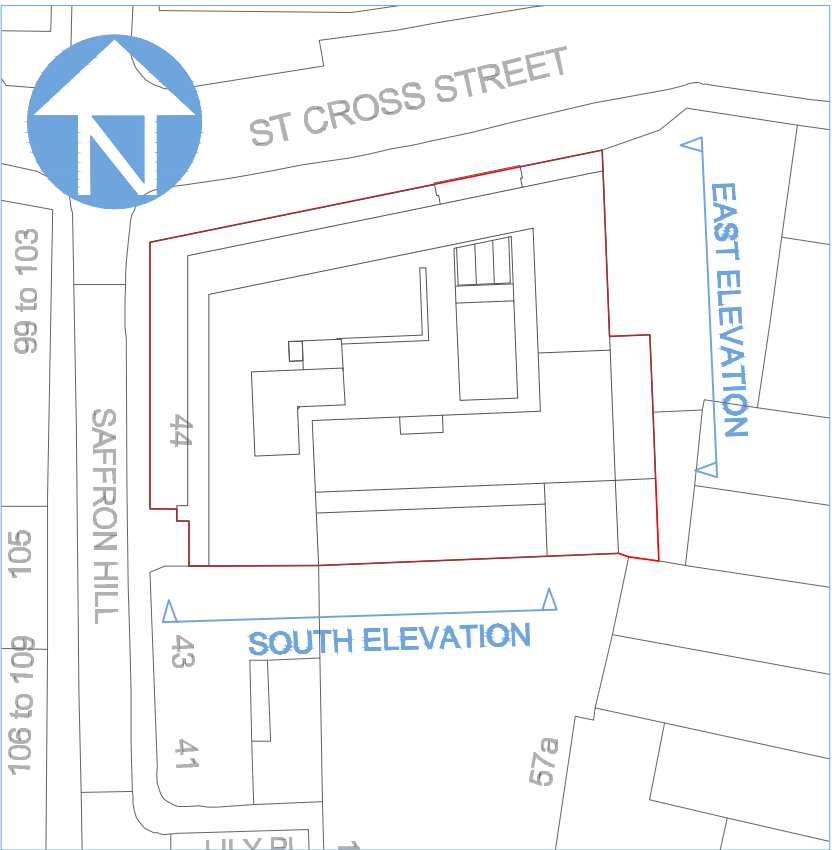 N
ST CROSS STREET
EAST ELEVATION
99 to 103
44
SAFFRON HILL
105
SOUTH ELEVATION
43
106 to 109
41
57a